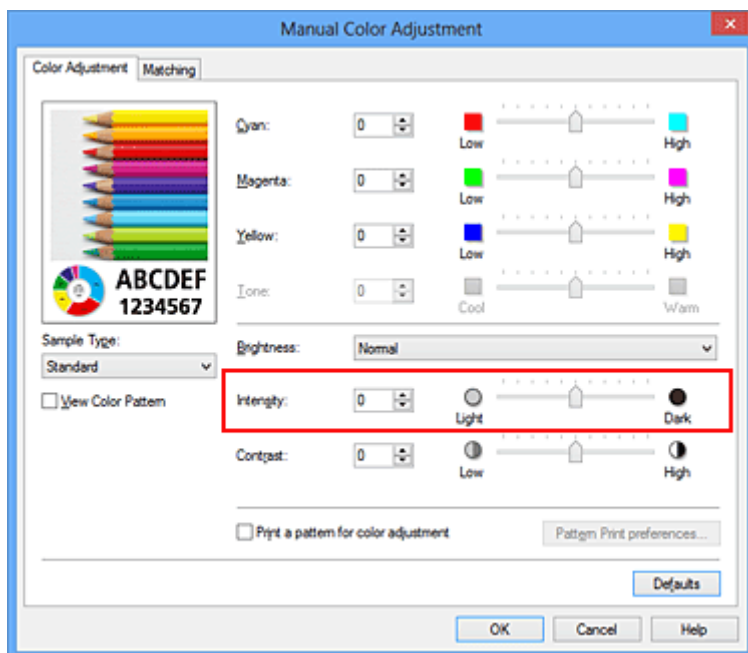 Manual Color Adjustment
Color Adjustment Matching
ABCDEF
1234567
Sample Type:
Standard
View Color Pattern
Cyan: 0 Low High
Magenta: 0 Low High
Yellow: 0 Low High
Tone: 0 Cool Warm
Brightness: Normal
Intensity: 0 Light Dark
Contrast: 0 Low High
Print a pattern for color adjustment Pattern Print preferences...
Defaults
OK Cancel Help